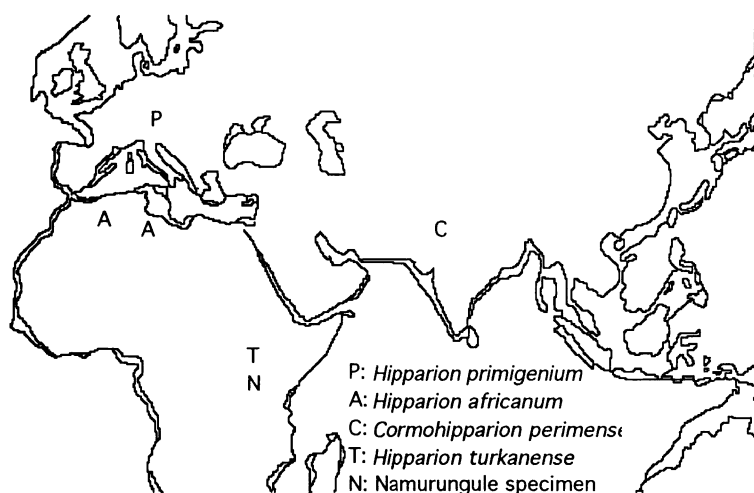 P
A
A
C
T
N
P: Hipparion primigenium
A: Hipparion africanum
C: Cormohipparion perimense
T: Hipparion turkanense
N: Namurungule specimen